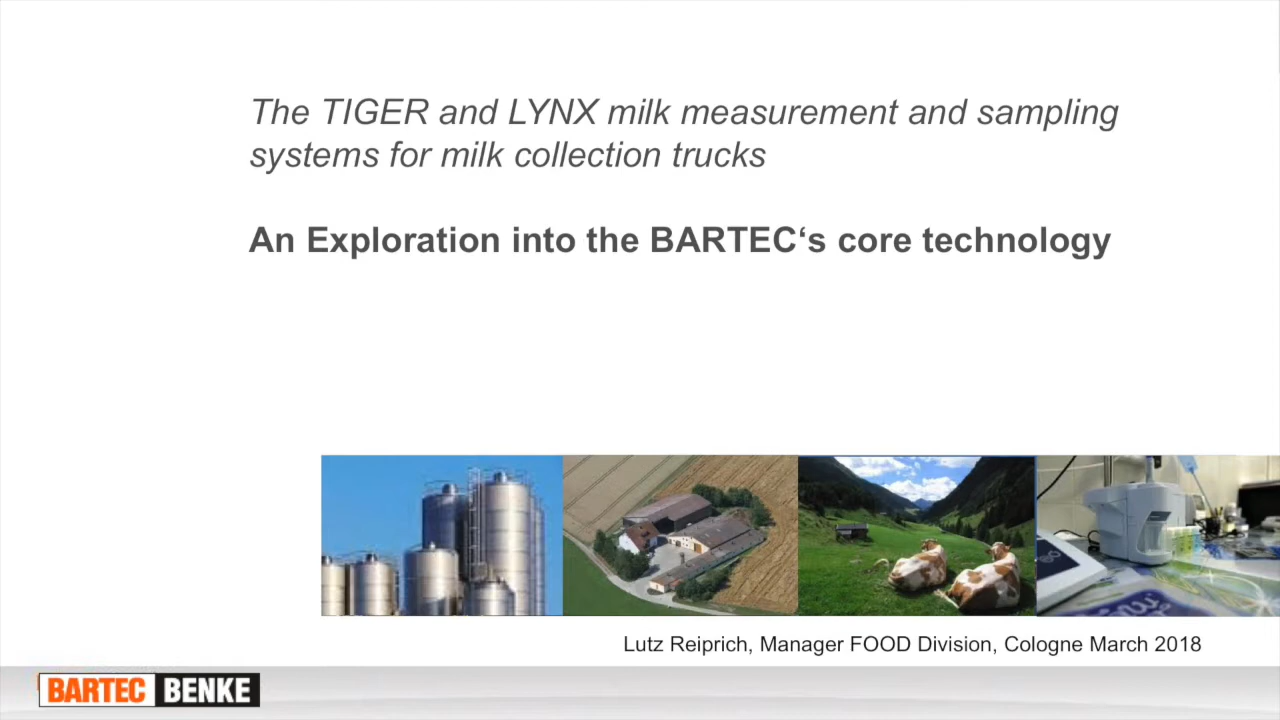 The TIGER and LYNX milk measurement and sampling
systems for milk collection trucks
An Exploration into the BARTEC‘s core technology
Lutz Reiprich, Manager FOOD Division, Cologne March 2018
BARTEC BENKE